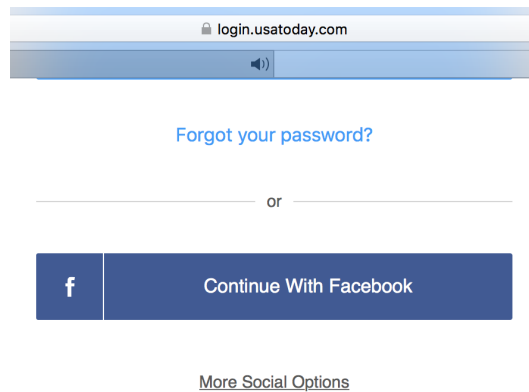 login.usatoday.com
Forgot your password?
or
f
Continue With Facebook
More Social Options